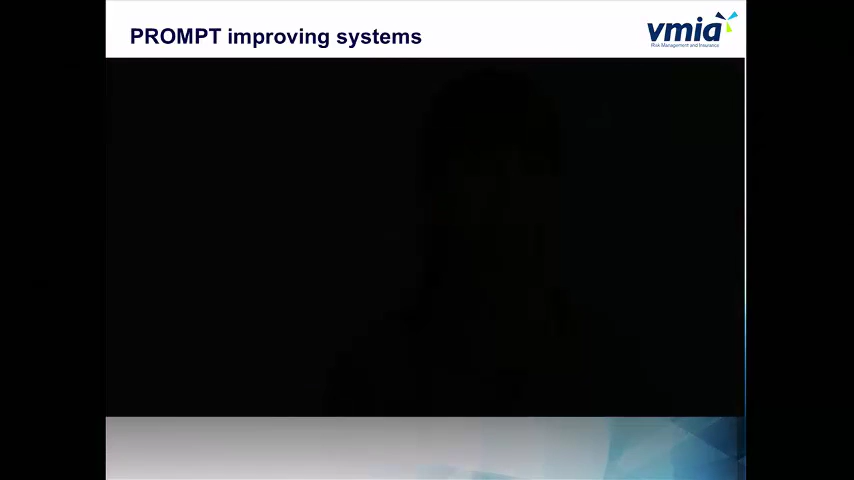 PROMPT improving systems
vmia
Risk Management and Insurance